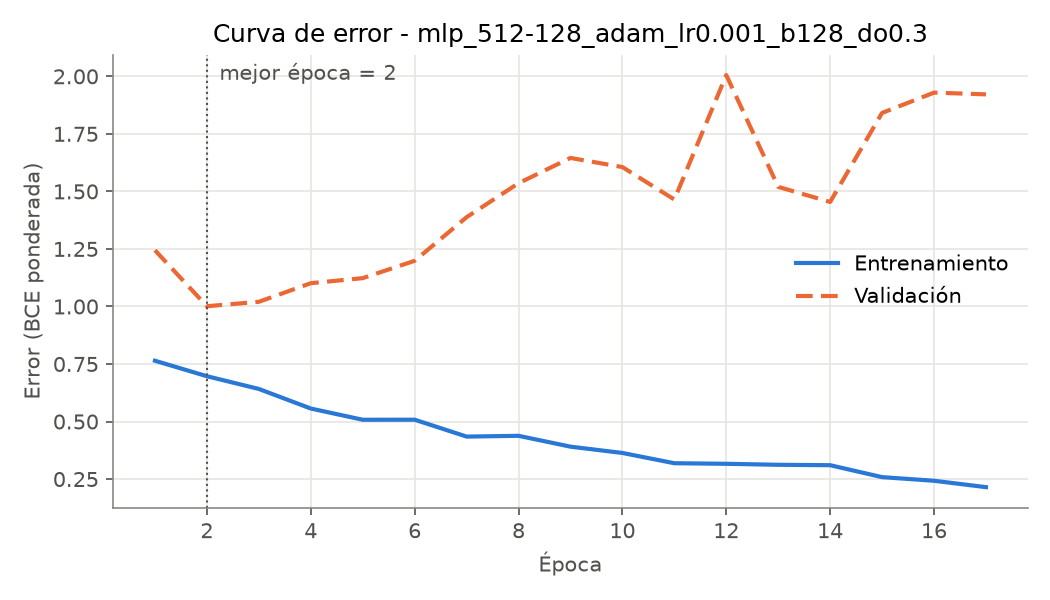 Curva de error - mlp_512-128_adam_lr0.001_b128_do0.3
mejor época = 2
2.00
1.75
1.50
1.25
1.00
0.75
0.50
0.25
Error (BCE ponderada)
Entrenamiento
Validación
2 4 6 8 10 12 14 16
Época